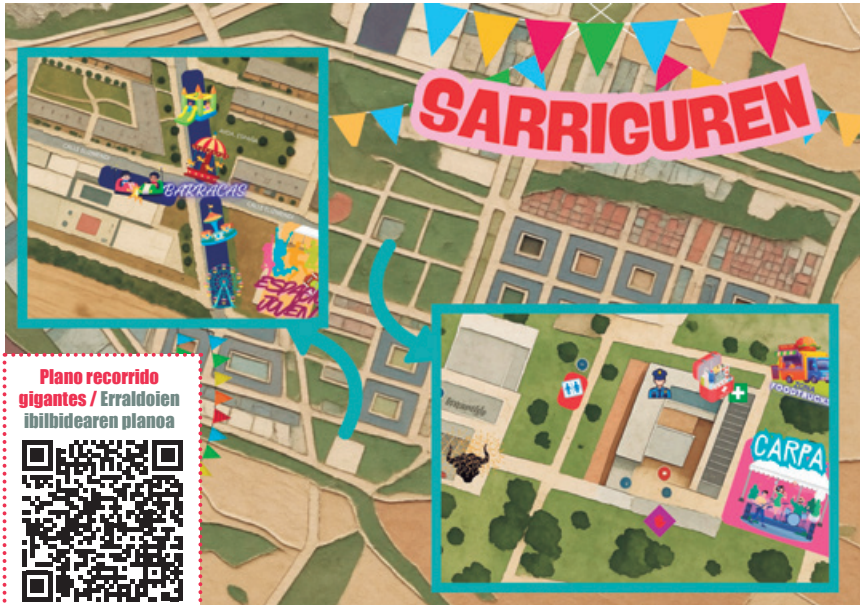 SARRIGUREN
BARRACAS
ESPACIO
JOVEN
Plano recorrido
gigantes / Erraldoien
ibilbidearen planoa
FOODTRUCKS
CARPA